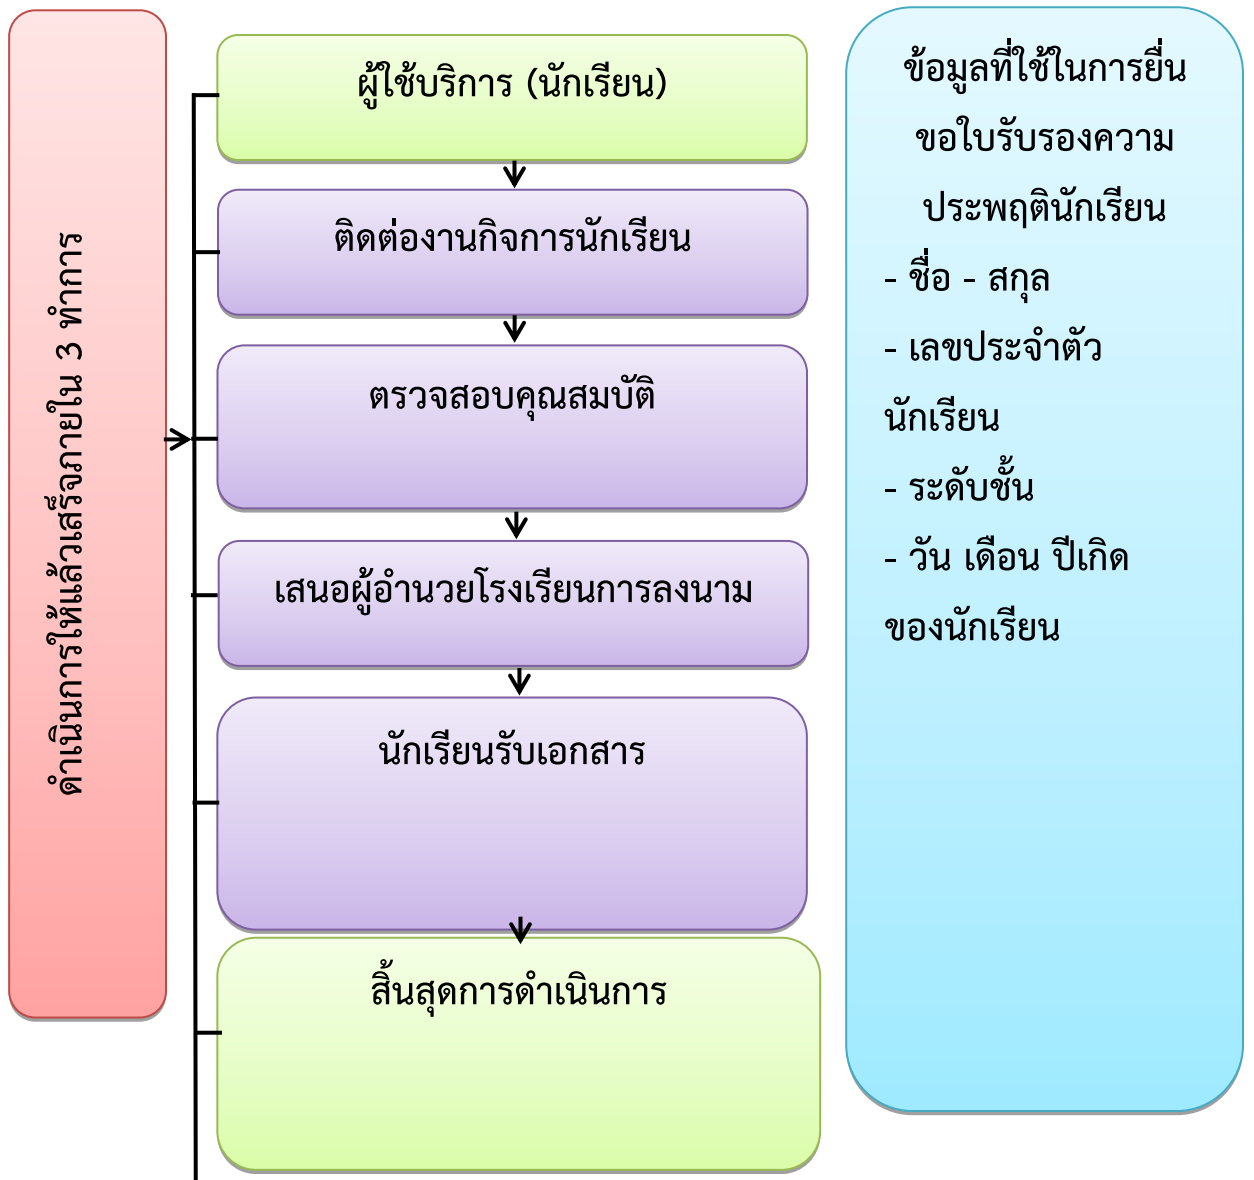 ดำเนินการให้แล้วเสร็จภายใน 3 ทำการ
ผู้ใช้บริการ (นักเรียน)
ติดต่องานกิจการนักเรียน
ตรวจสอบคุณสมบัติ
เสนอผู้อำนวยโรงเรียนการลงนาม
นักเรียนรับเอกสาร
สิ้นสุดการดำเนินการ
ข้อมูลที่ใช้ในการยื่น
ขอใบรับรองความ
ประพฤตินักเรียน
- ชื่อ - สกุล
- เลขประจำตัว
นักเรียน
- ระดับชั้น
- วัน เดือน ปีเกิด
ของนักเรียน